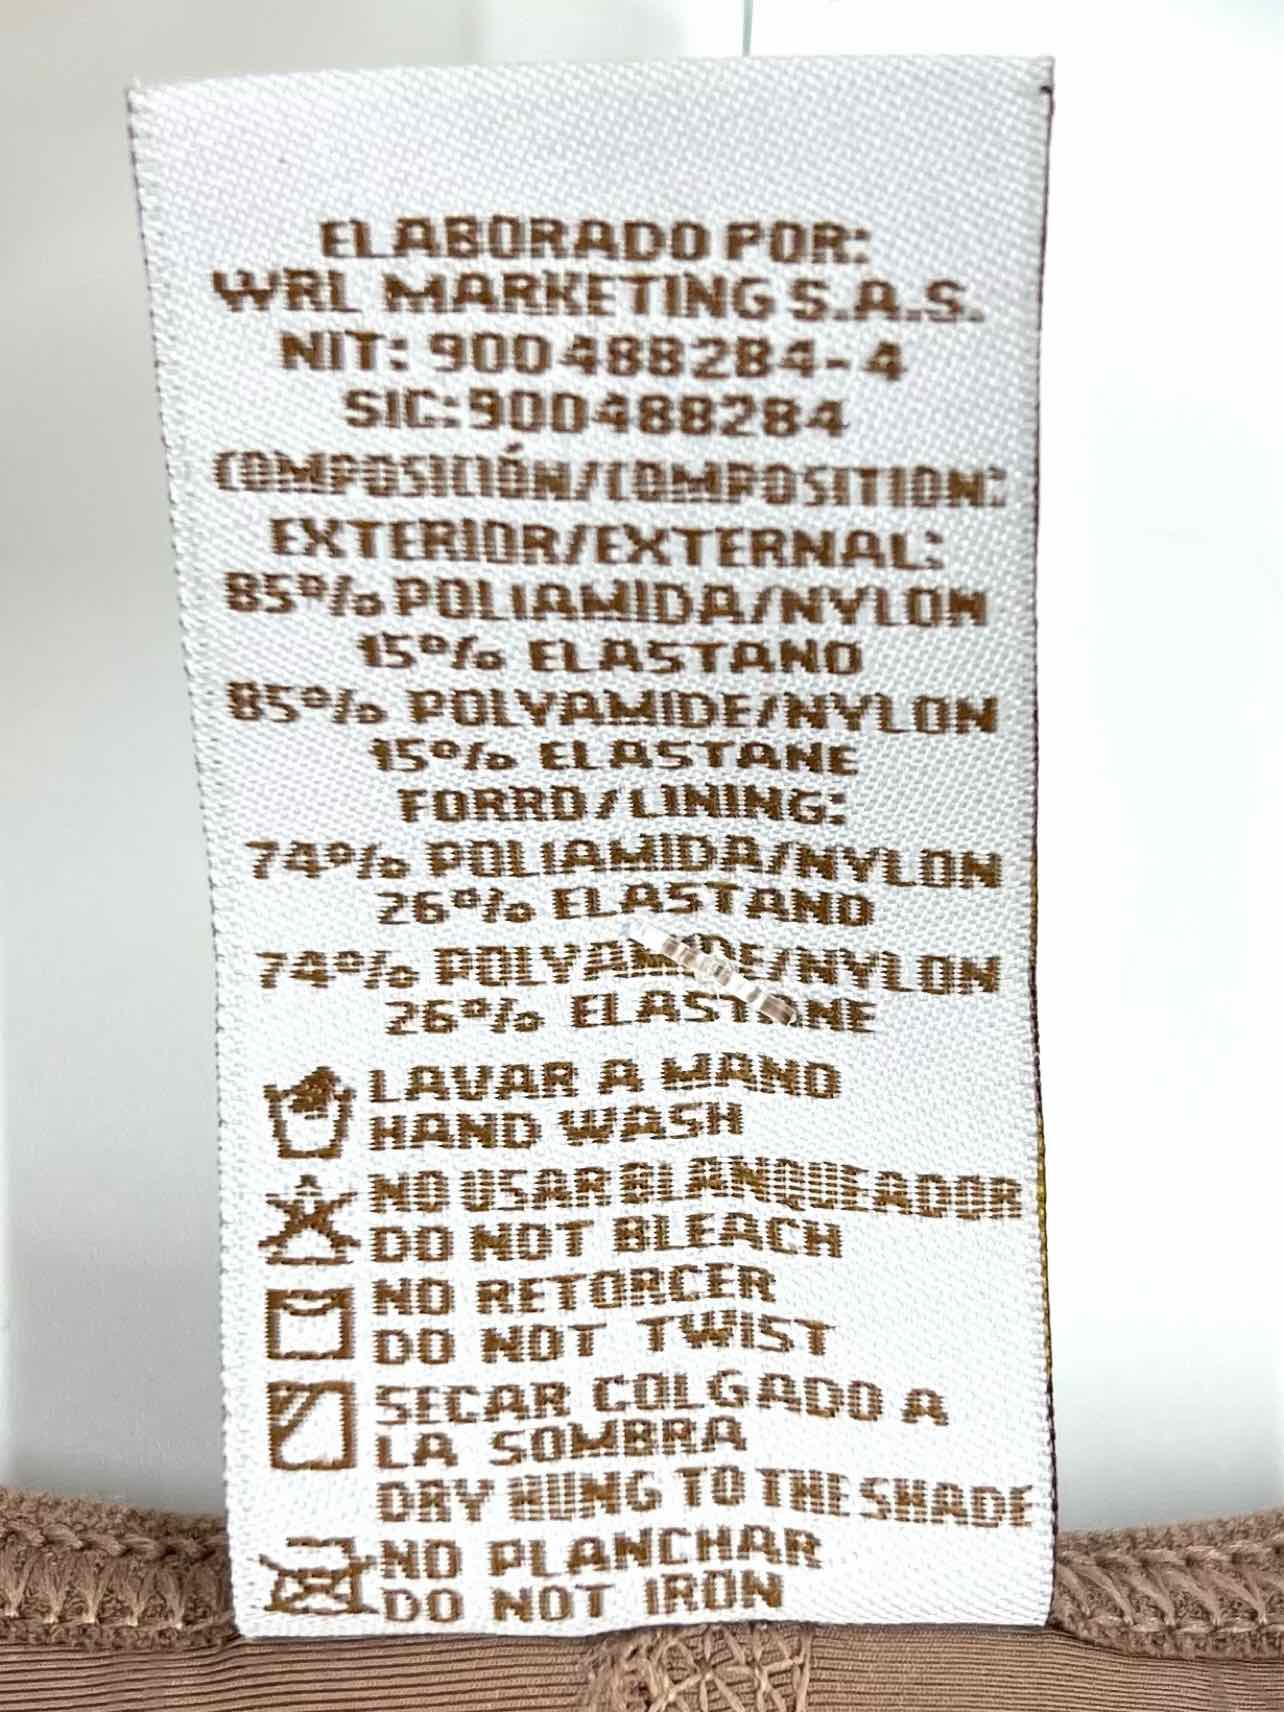 ELABORADO POR:
WRL MARKETING S.A.S.
NIT: 900488284-4
SIC:900488284
COMPOSICIÓN/COMPOSITION:
EXTERIOR/EXTERNAL:
85% POLIAMIDA/NYLON
15% ELASTANO
85% POLYAMIDE/NYLON
15% ELASTANE
FORRO/LINING:
74% POLIAMIDA/NYLON
26% ELASTANO
74% POLYAMIDE/NYLON
26% ELASTANE
LAVAR A MANO
HAND WASH
NO USAR BLANQUEADOR
DO NOT BLEACH
NO RETORCER
DO NOT TWIST
SECAR COLGADO A
LA SOMBRA
DRY HUNG TO THE SHADE
NO PLANCHAR
DO NOT IRON